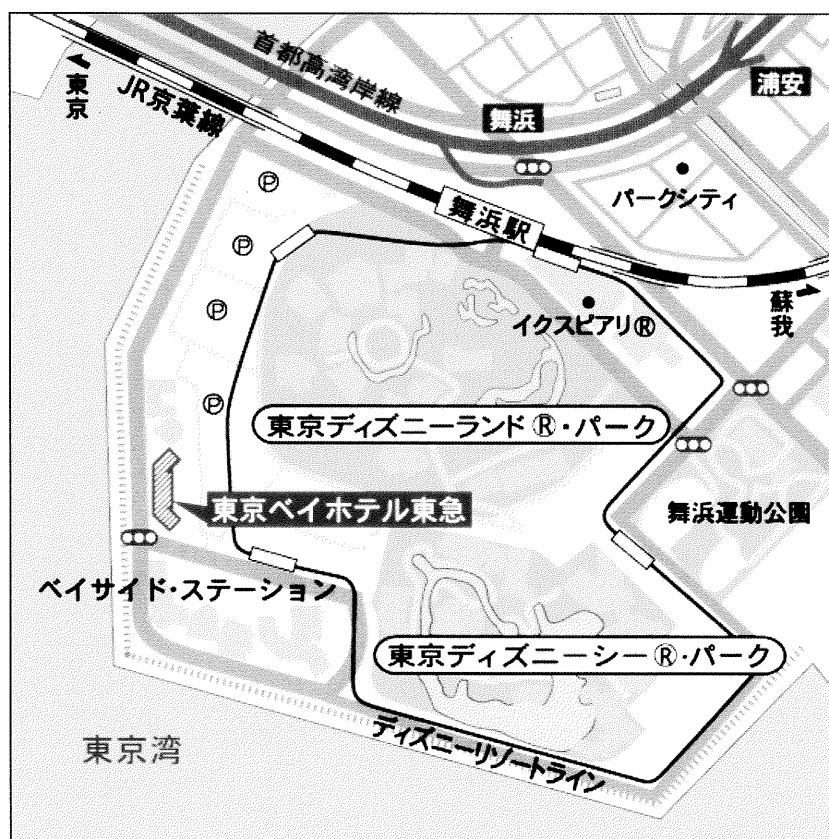 首都高湾岸線
東京
JR京葉線
舞浜
浦安
パークシティ
舞浜駅
蘇我
イクスピアリ®
Ⓟ
Ⓟ
Ⓟ
Ⓟ
東京ディズニーランド®・パーク
東京ベイホテル東急
舞浜運動公園
ベイサイド・ステーション
東京ディズニーシー®・パーク
東京湾
ディズニーリゾートライン